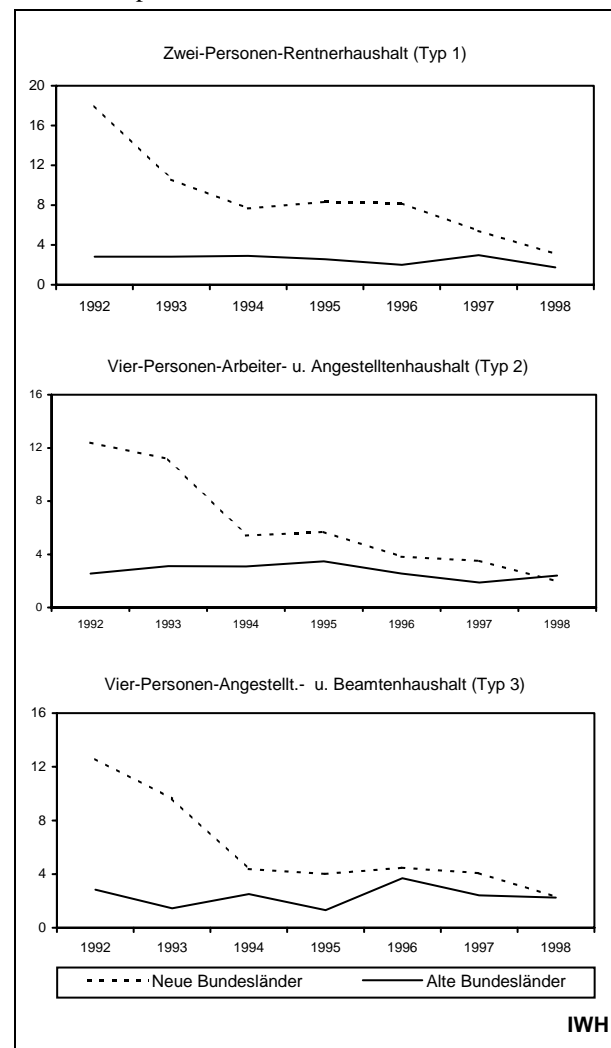 Zwei-Personen-Rentnerhaushalt (Typ 1)
20
16
12
8
4
0
1992 1993 1994 1995 1996 1997 1998
Vier-Personen-Arbeiter- u. Angestelltenhaushalt (Typ 2)
16
12
8
4
0
1992 1993 1994 1995 1996 1997 1998
Vier-Personen-Angestellt.- u. Beamtenhaushalt (Typ 3)
16
12
8
4
0
1992 1993 1994 1995 1996 1997 1998
Neue Bundesländer Alte Bundesländer
IWH